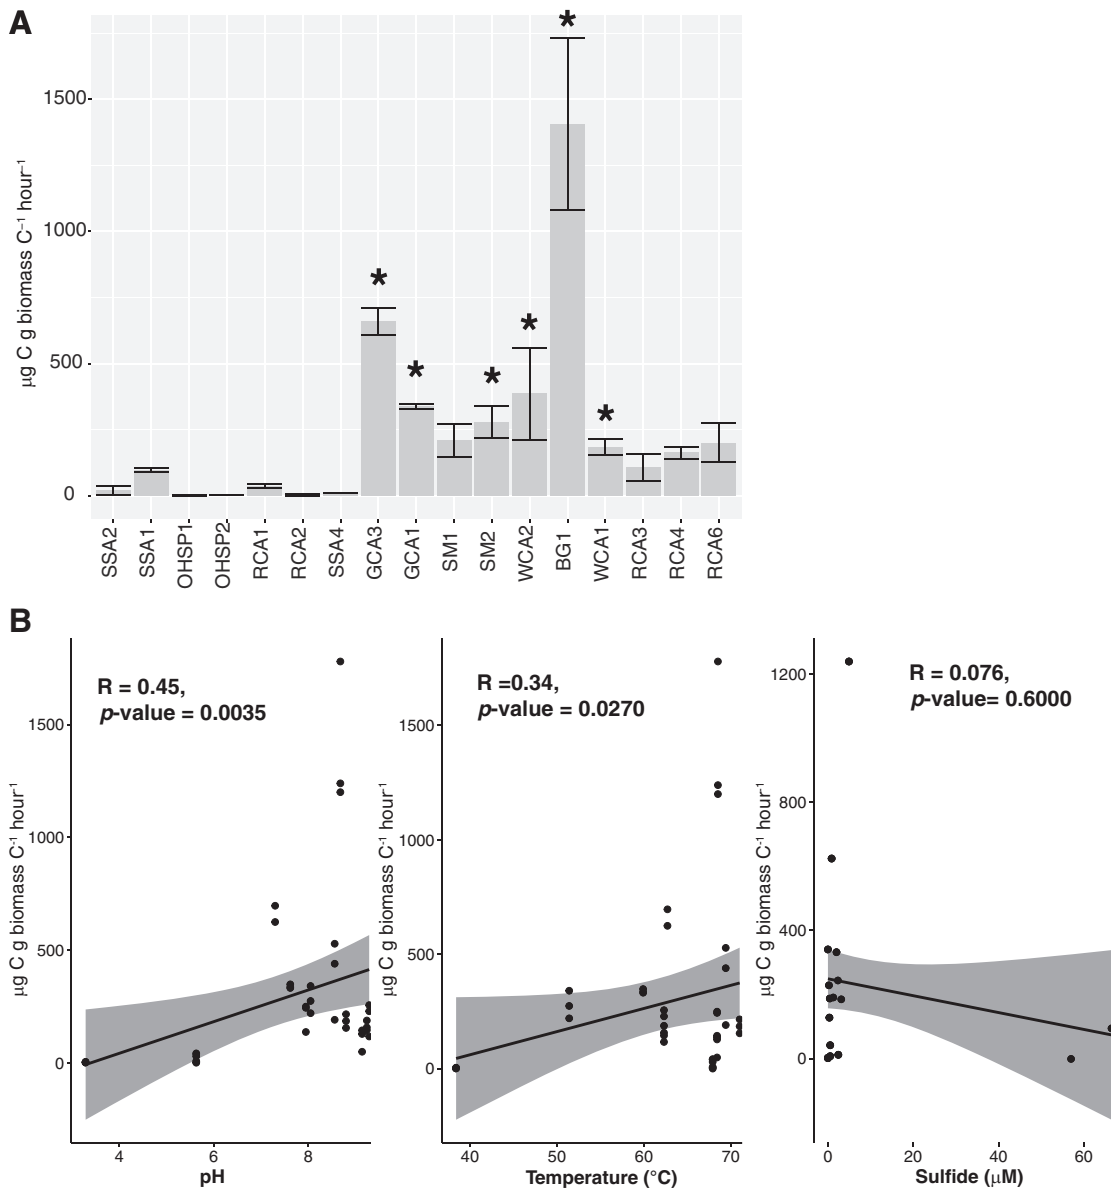 A
µg C g biomass C⁻¹ hour⁻¹
1500
1000
500
0
*
*
*
*
*
*
SSA2
SSA1
OHSP1
OHSP2
RCA1
RCA2
SSA4
GCA3
GCA1
SM1
SM2
WCA2
BG1
WCA1
RCA3
RCA4
RCA6
B
R = 0.45,
p-value = 0.0035
µg C g biomass C⁻¹ hour⁻¹
1500
1000
500
0
4
6
8
pH
R =0.34,
p-value = 0.0270
µg C g biomass C⁻¹ hour⁻¹
1500
1000
500
0
40
50
60
70
Temperature (°C)
R = 0.076,
p-value= 0.6000
µg C g biomass C⁻¹ hour⁻¹
1200
800
400
0
0
20
40
60
Sulfide (µM)